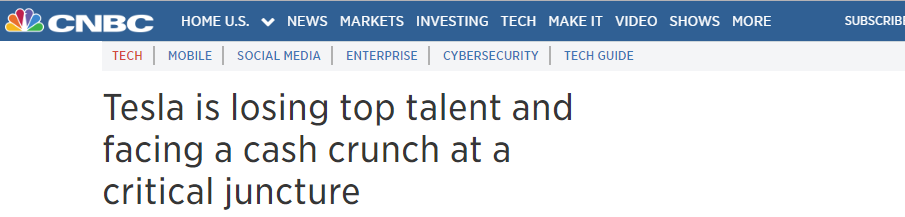 CNBC HOME U.S. NEWS MARKETS INVESTING TECH MAKE IT VIDEO SHOWS MORE
TECH MOBILE SOCIAL MEDIA ENTERPRISE CYBERSECURITY TECH GUIDE
Tesla is losing top talent and
facing a cash crunch at a
critical juncture